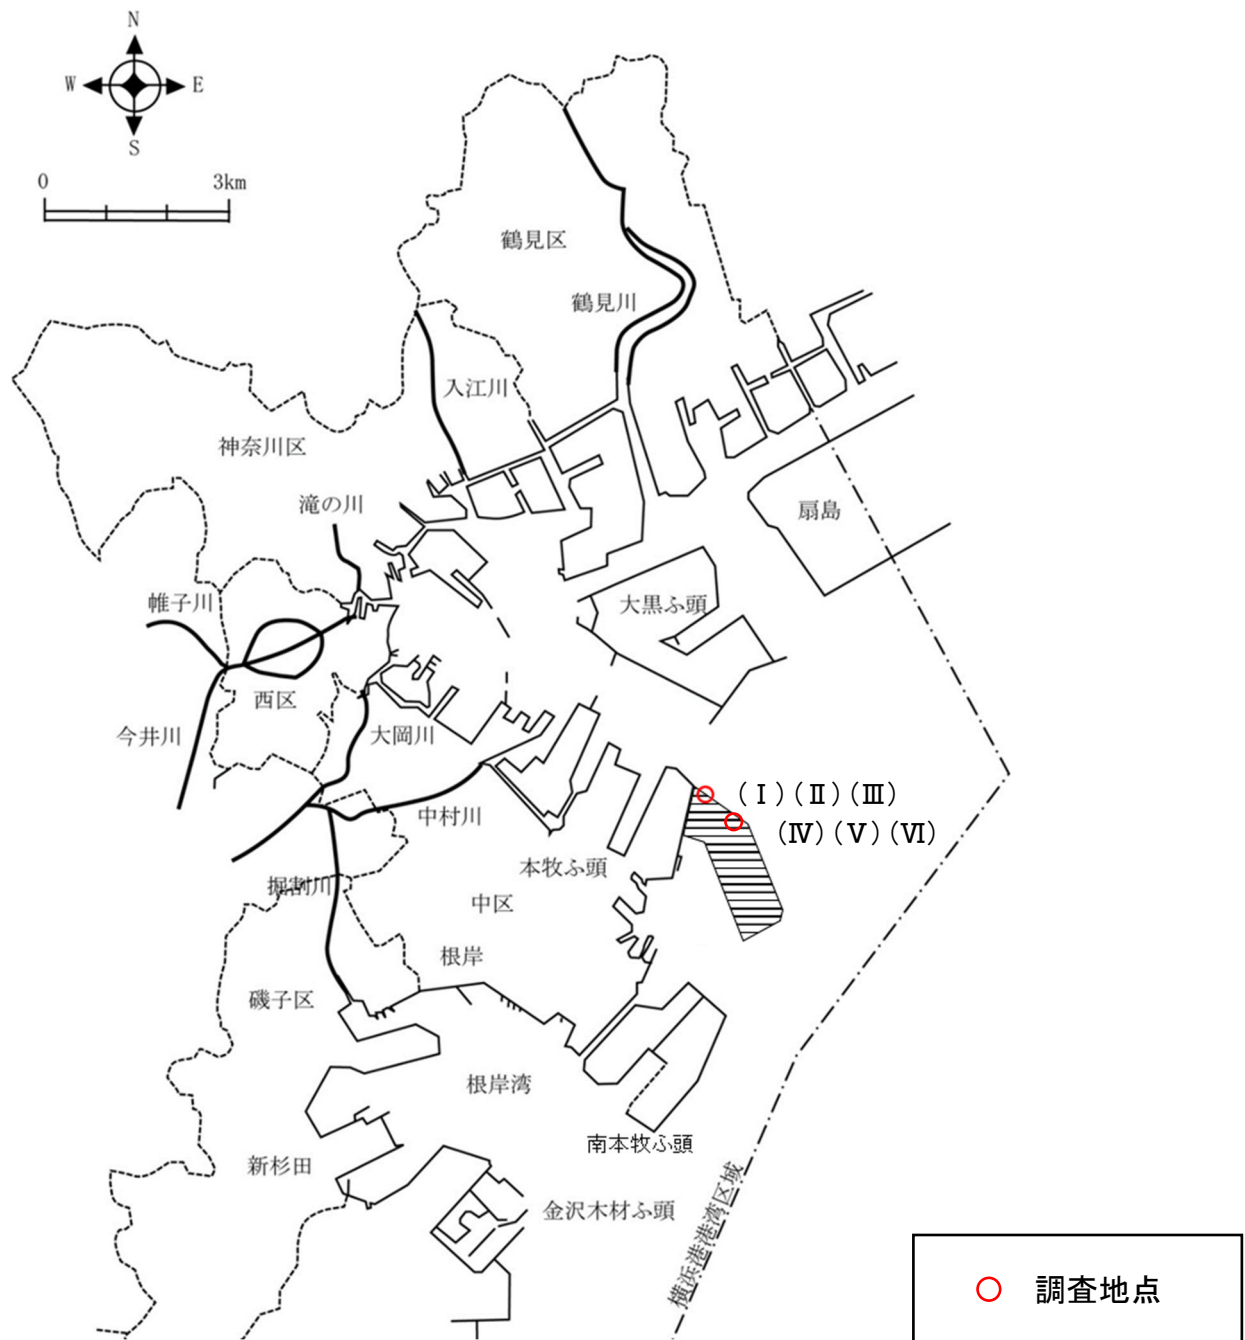 N
W
E
S
0
3km
鶴見区
鶴見川
入江川
神奈川区
滝の川
扇島
帷子川
大黒ふ頭
西区
今井川
大岡川
(Ⅰ)(Ⅱ)(Ⅲ)
中村川
(Ⅳ)(Ⅴ)(Ⅵ)
本牧ふ頭
掘割川
中区
根岸
磯子区
根岸湾
南本牧ふ頭
新杉田
金沢木材ふ頭
横浜港港湾区域
調査地点